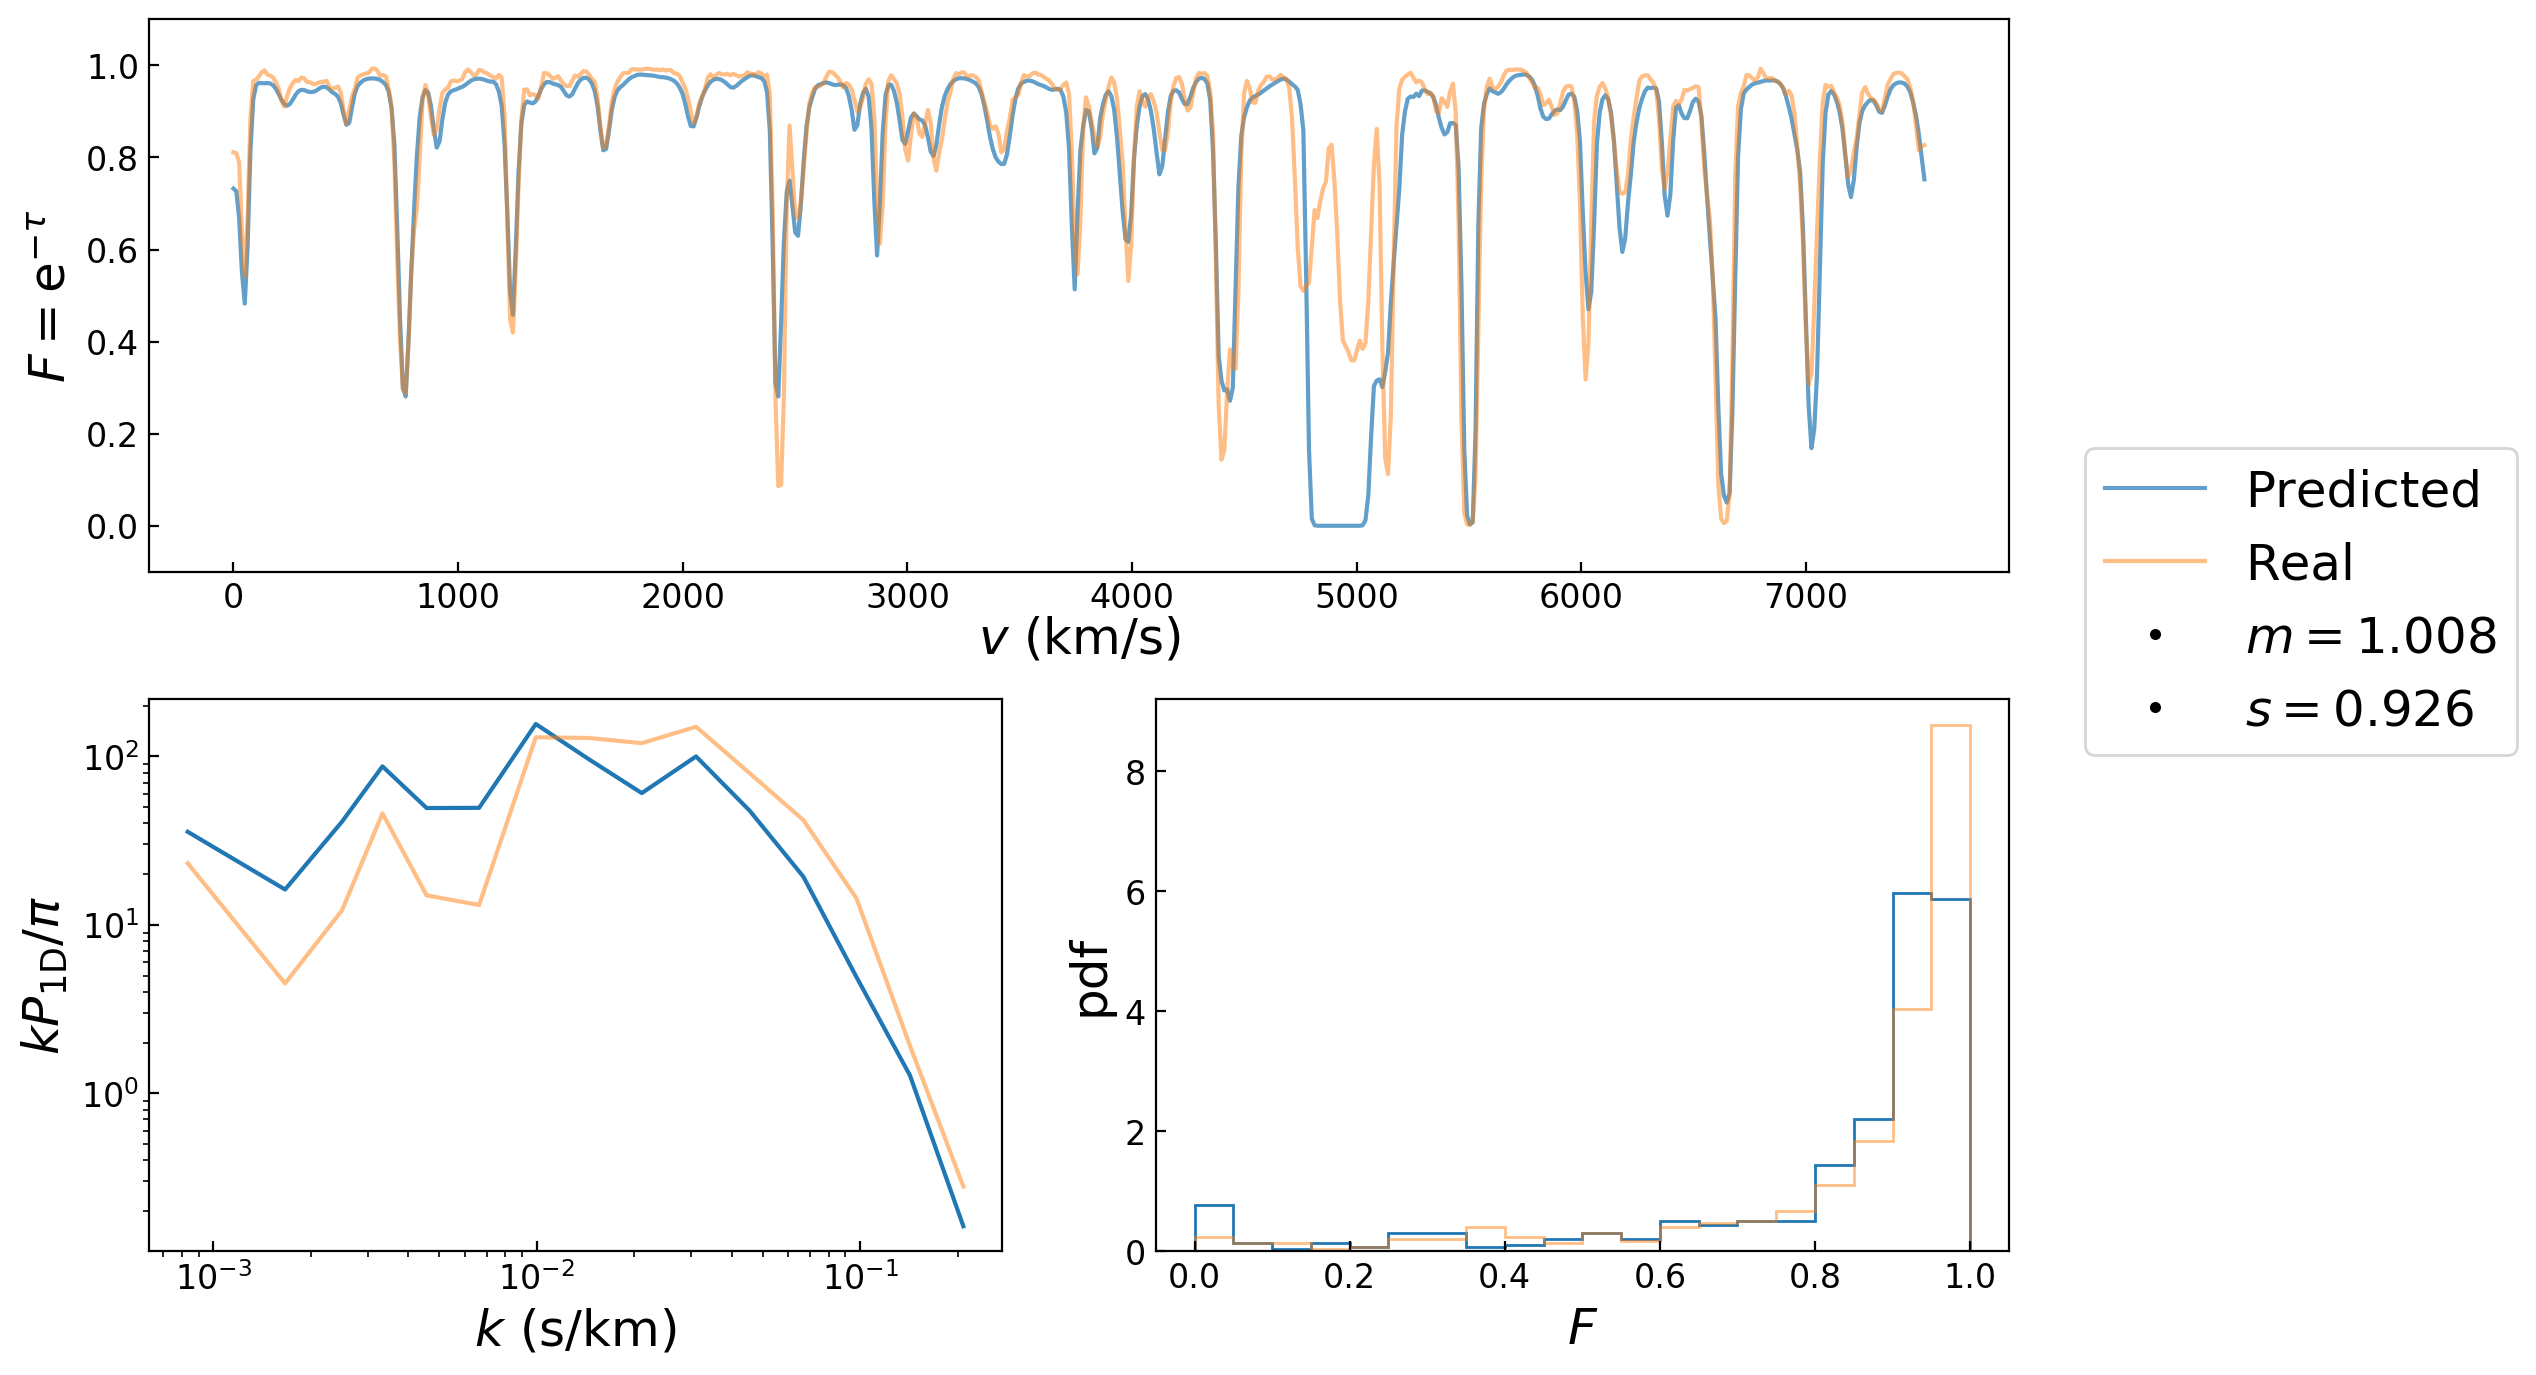 1.0
0.8
0.6
0.4
0.2
0.0
F = e^{-τ}
0 1000 2000 3000 4000 5000 6000 7000
v (km/s)
Predicted
Real
m = 1.008
s = 0.926
10^2
10^1
10^0
kP_{1D}/π
10^{-3} 10^{-2} 10^{-1}
k (s/km)
8
6
4
2
0
pdf
0.0 0.2 0.4 0.6 0.8 1.0
F